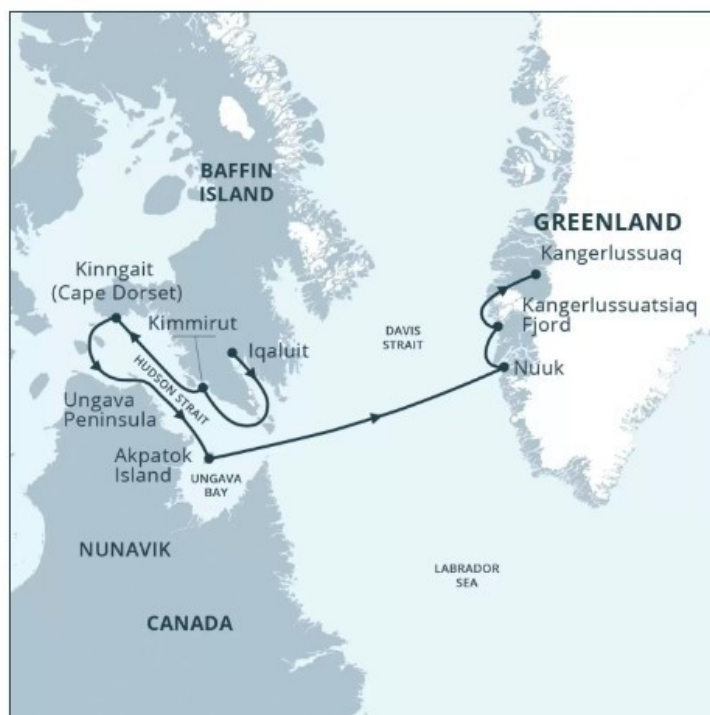 BAFFIN
ISLAND
GREENLAND
Kangerlussuaq
Kinngait
(Cape Dorset)
Kimmirut
Iqaluit
Kangerlussuatsiaq
Fjord
DAVIS
STRAIT
Nuuk
HUDSON STRAIT
Ungava
Peninsula
Akpatok
Island
UNGAVA
BAY
NUNAVIK
LABRADOR
SEA
CANADA